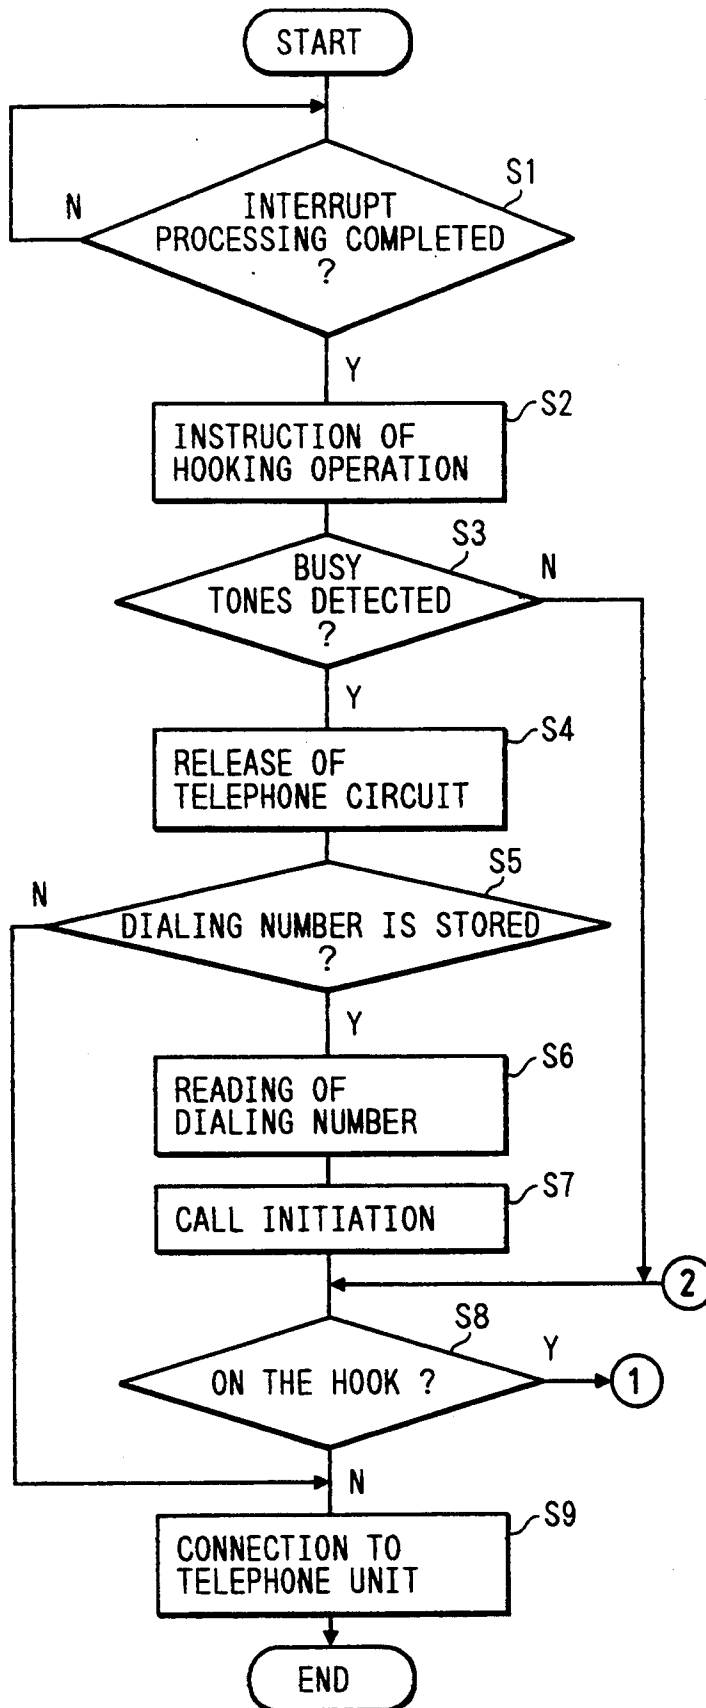 START
S1
N
INTERRUPT
PROCESSING COMPLETED
?
Y
S2
INSTRUCTION OF
HOOKING OPERATION
S3
N
BUSY
TONES DETECTED
?
Y
S4
RELEASE OF
TELEPHONE CIRCUIT
S5
N
DIALING NUMBER IS STORED
?
Y
S6
READING OF
DIALING NUMBER
S7
CALL INITIATION
2
S8
Y
ON THE HOOK ?
1
N
S9
CONNECTION TO
TELEPHONE UNIT
END